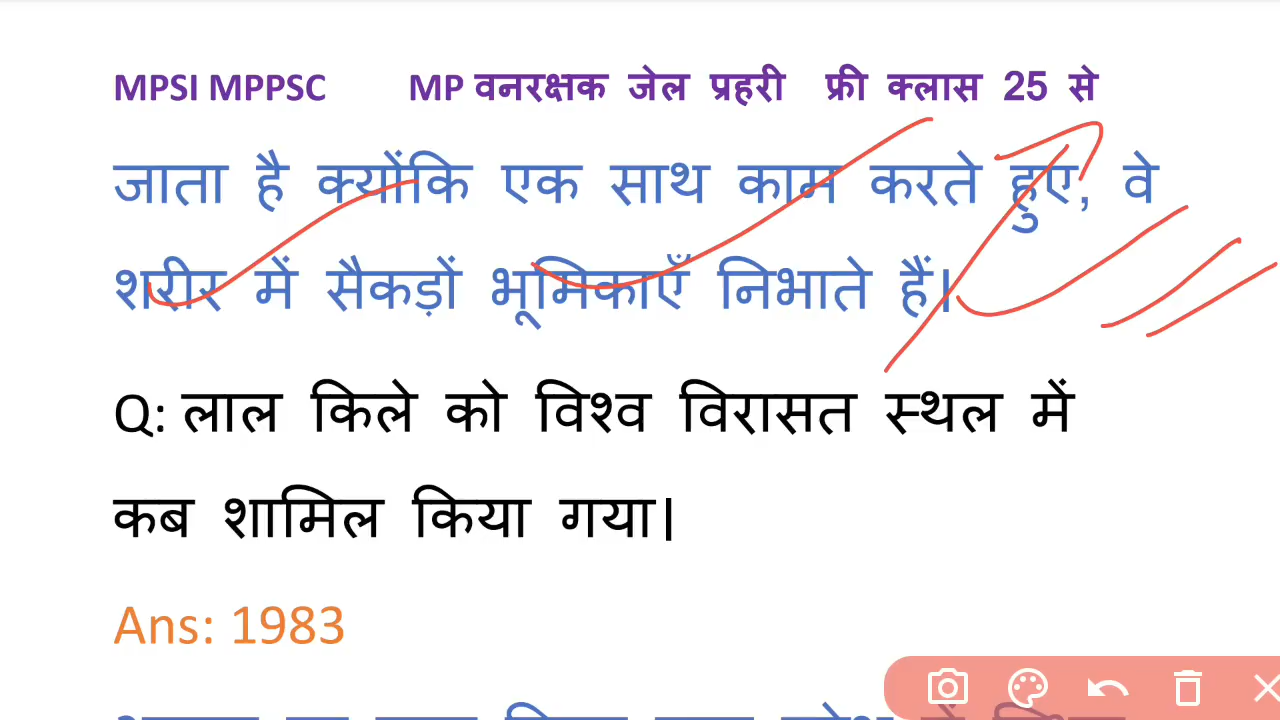 MPSI MPPSC MP वनरक्षक जेल प्रहरी फ्री क्लास 25 से
जाता है क्योंकि एक साथ काम करते हुए, वे
शरीर में सैकड़ों भूमिकाएँ निभाते हैं।
Q: लाल किले को विश्व विरासत स्थल में
कब शामिल किया गया।
Ans: 1983